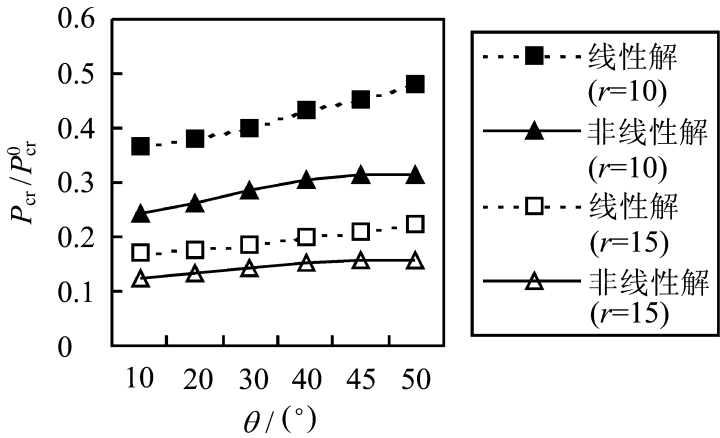 0.6
0.5
0.4
0.3
0.2
0.1
0
Pcr/P⁰cr
10 20 30 40 45 50
θ/(°)
线性解
(r=10)
非线性解
(r=10)
线性解
(r=15)
非线性解
(r=15)